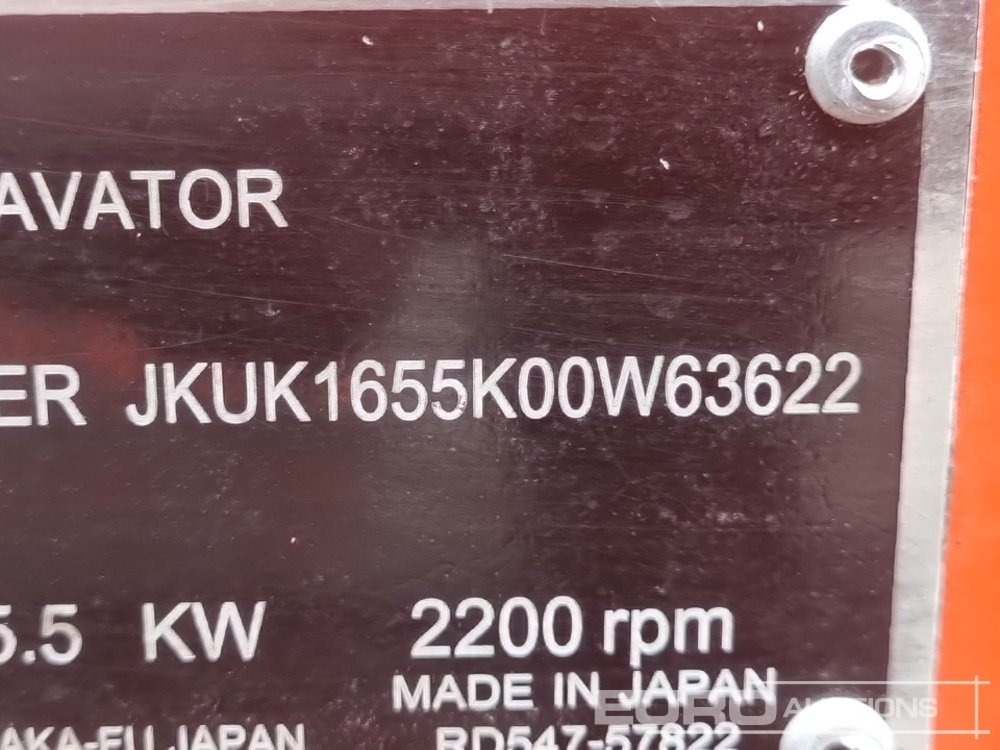 AVATOR
ER JKUK1655K00W63622
5.5 KW 2200 rpm
MADE IN JAPAN
AKA-FU, JAPAN RD547-57822
EURO AUCTIONS